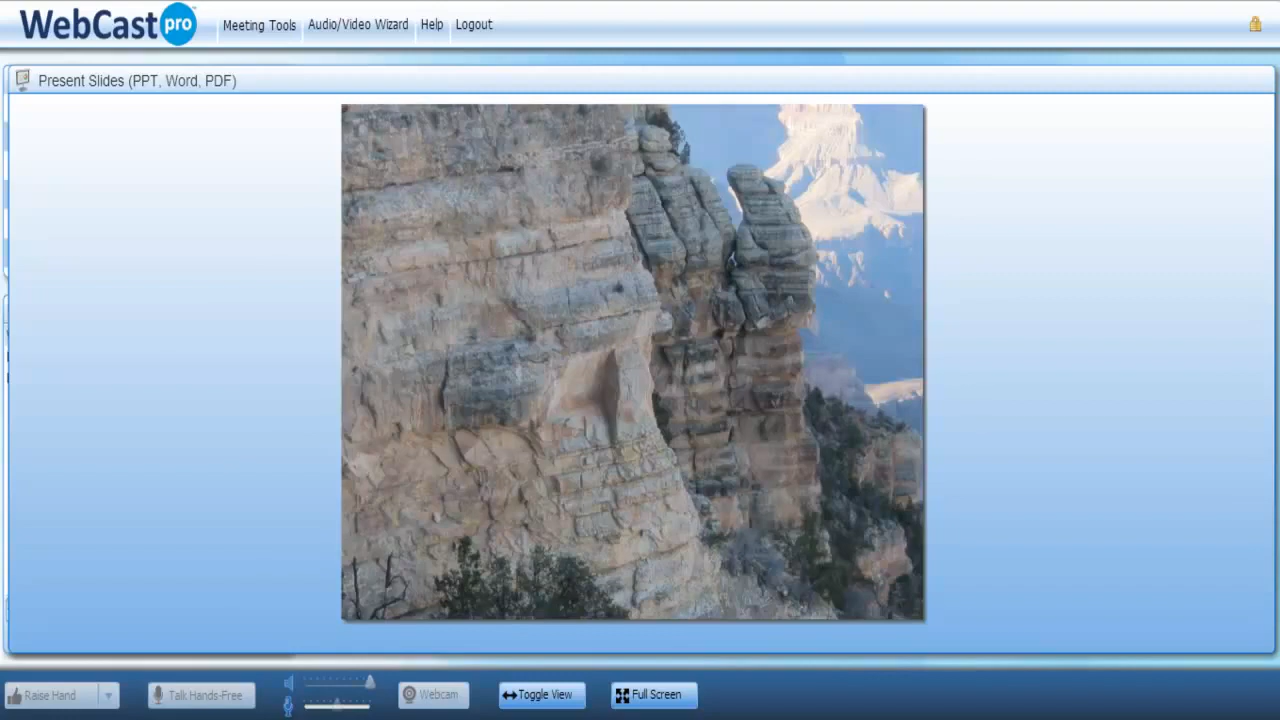 WebCast pro
Meeting Tools Audio/Video Wizard Help Logout
Present Slides (PPT, Word, PDF)
Raise Hand Talk Hands-Free Webcam Toggle View Full Screen